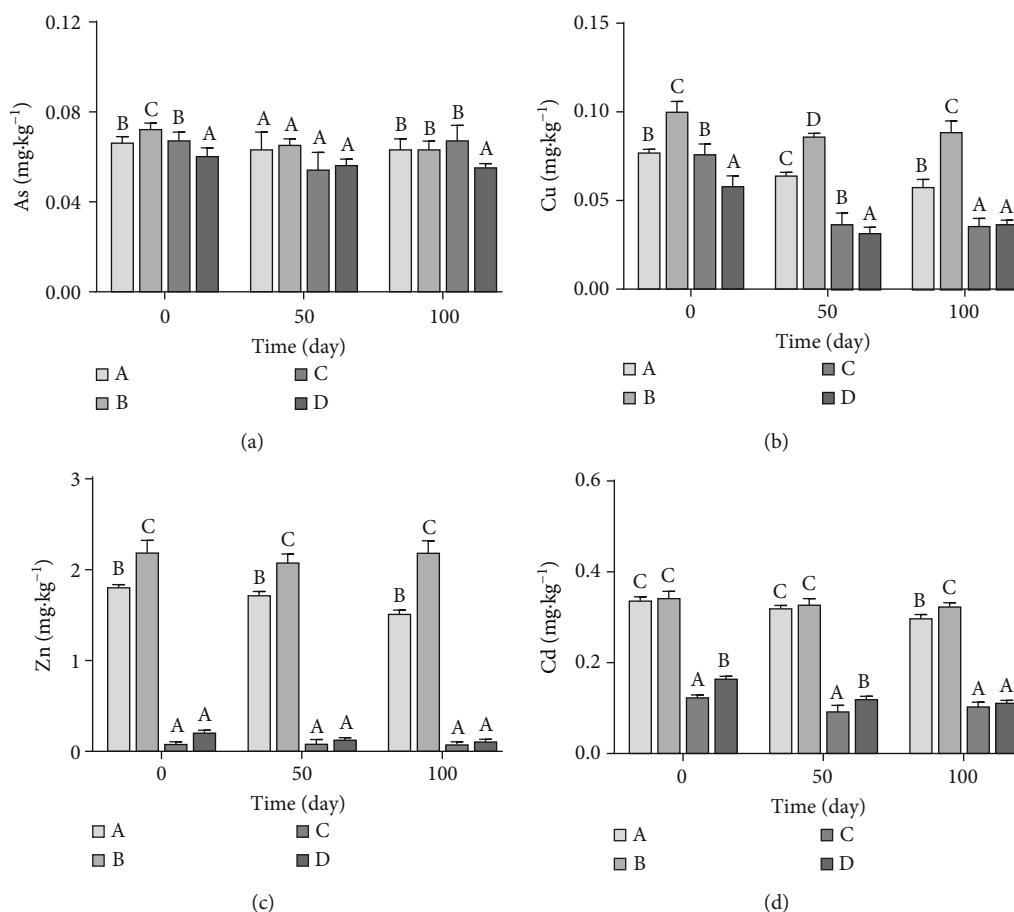 0.12
0.08
0.04
0.00
As (mg·kg⁻¹)
B C B A
A A A A
B B B A
0 50 100
Time (day)
A C
B D
(a)
0.15
0.10
0.05
0.00
Cu (mg·kg⁻¹)
B C B A
C D B A
B C A A
0 50 100
Time (day)
A C
B D
(b)
3
2
1
0
Zn (mg·kg⁻¹)
B C A A
B C A A
B C A A
0 50 100
Time (day)
A C
B D
(c)
0.6
0.4
0.2
0.0
Cd (mg·kg⁻¹)
C C A B
C C A B
B C A A
0 50 100
Time (day)
A C
B D
(d)